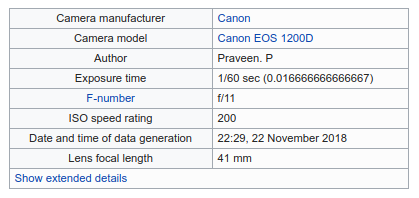 Camera manufacturer Canon
Camera model Canon EOS 1200D
Author Praveen. P
Exposure time 1/60 sec (0.016666666666667)
F-number f/11
ISO speed rating 200
Date and time of data generation 22:29, 22 November 2018
Lens focal length 41 mm
Show extended details